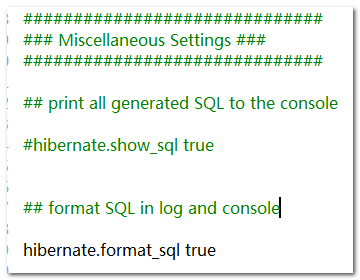 ##############################
### Miscellaneous Settings ###
##############################
## print all generated SQL to the console
#hibernate.show_sql true
## format SQL in log and console
hibernate.format_sql true